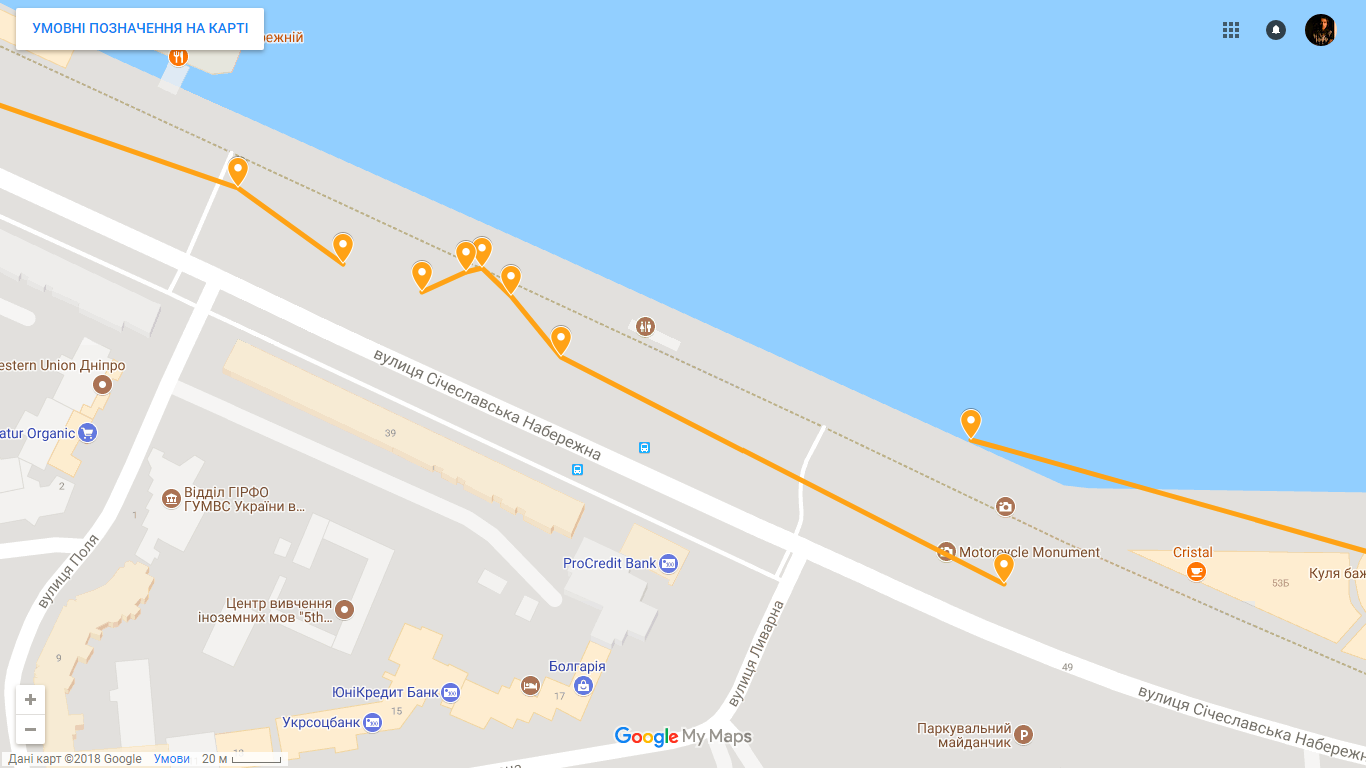 УМОВНІ ПОЗНАЧЕННЯ НА КАРТІ
режній
estern Union Дніпро
atur Organic
2
1
Відділ ГІРФО
ГУМВС України в...
вулиця Поля
39
вулиця Січеславська Набережна
ProCredit Bank
Центр вивчення
іноземних мов "5th...
9
Болгарія
ЮніКредит Банк
17
15
Укрсоцбанк
вулиця Ливарна
Motorcycle Monument
Cristal
53Б
Куля баж
49
вулиця Січеславська Набережна
Паркувальний
майданчик
P
+
−
Google My Maps
Дані карт ©2018 Google Умови 20 м